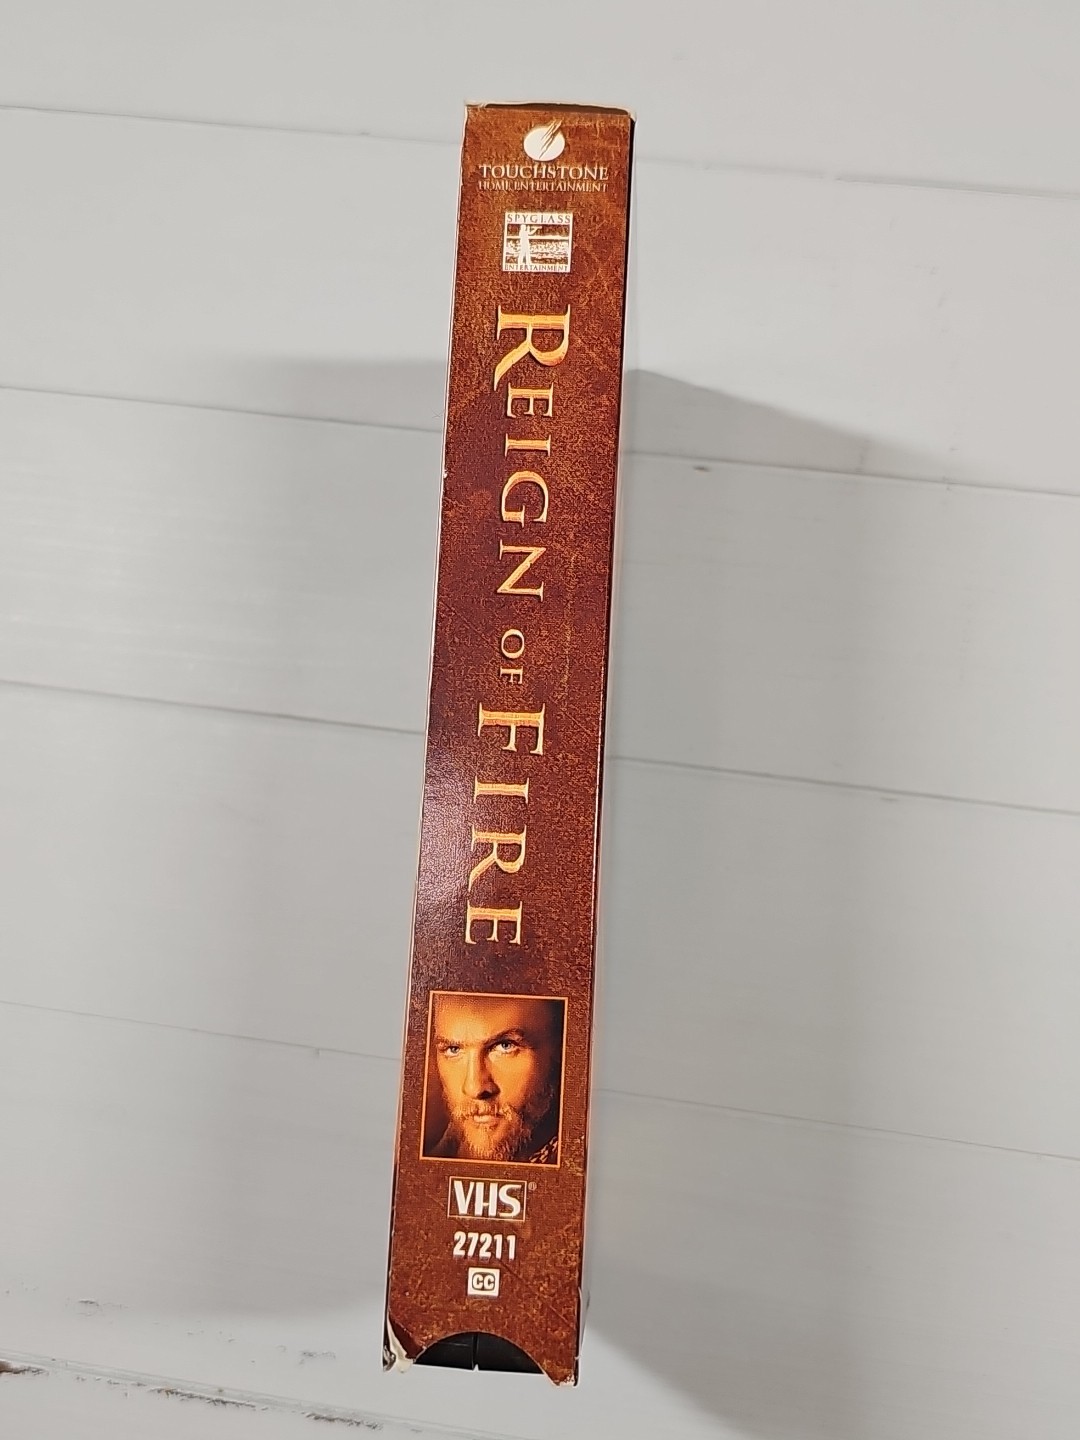 TOUCHSTONE
HOME ENTERTAINMENT
SPYGLASS
ENTERTAINMENT
REIGN OF FIRE
VHS®
27211
CC